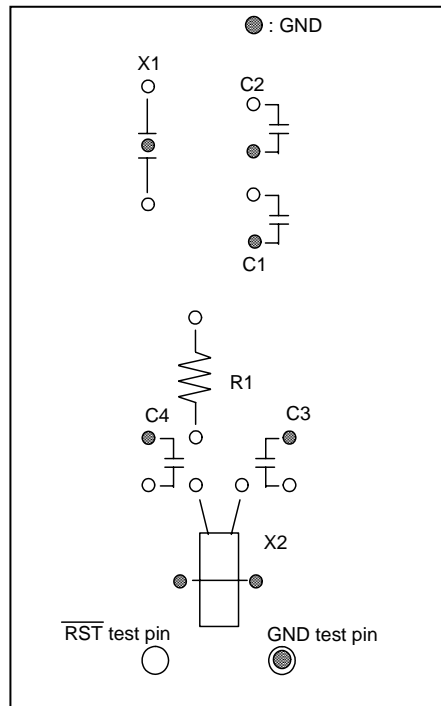 : GND
X1
C2
C1
R1
C4
C3
X2
RST test pin
GND test pin